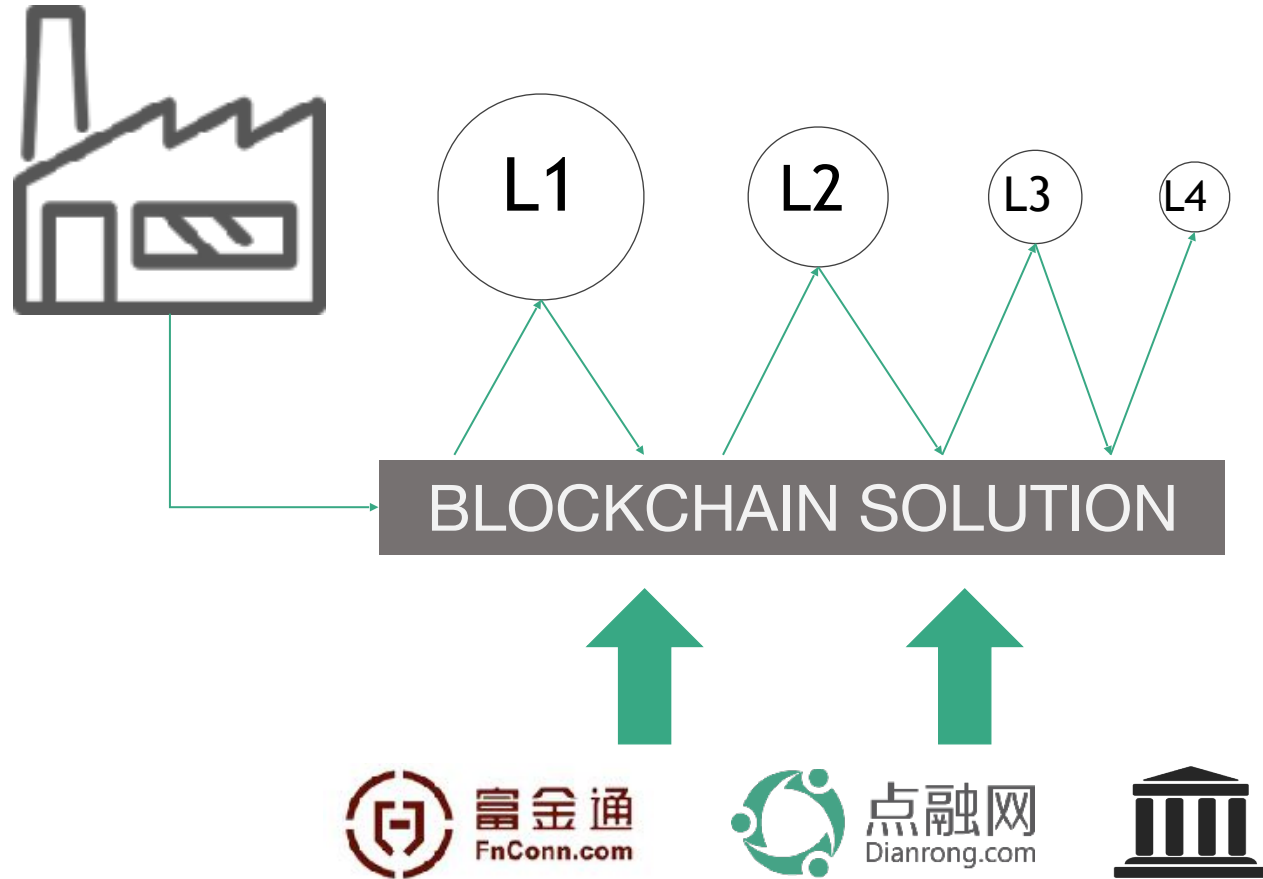 L1
L2
L3
L4
BLOCKCHAIN SOLUTION
富金通
FnConn.com
点融网
Dianrong.com